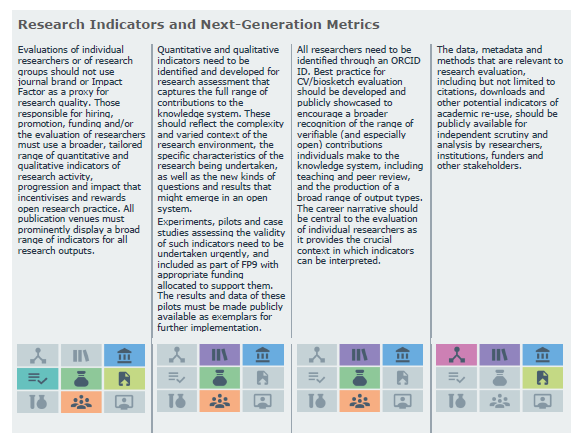 Research Indicators and Next-Generation Metrics
Evaluations of individual
researchers or of research
groups should not use
journal brand or Impact
Factor as a proxy for
research quality. Those
responsible for hiring,
promotion, funding and/or
the evaluation of researchers
must use a broader, tailored
range of quantitative and
qualitative indicators of
research activity,
progression and impact that
incentivises and rewards
open research practice. All
publication venues must
prominently display a broad
range of indicators for all
research outputs.
Quantitative and qualitative
indicators need to be
identified and developed for
research assessment that
captures the full range of
contributions to the
knowledge system. These
should reflect the complexity
and varied context of the
research environment, the
specific characteristics of the
research being undertaken,
as well as the new kinds of
questions and results that
might emerge in an open
system.
Experiments, pilots and case
studies assessing the validity
of such indicators need to be
undertaken urgently, and
included as part of FP9 with
appropriate funding
allocated to support them.
The results and data of these
pilots must be made publicly
available as exemplars for
further implementation.
All researchers need to be
identified through an ORCID
ID. Best practice for
CV/biosketch evaluation
should be developed and
publicly showcased to
encourage a broader
recognition of the range of
verifiable (and especially
open) contributions
individuals make to the
knowledge system, including
teaching and peer review,
and the production of a
broad range of output types.
The career narrative should
be central to the evaluation
of individual researchers as
it provides the crucial
context in which indicators
can be interpreted.
The data, metadata and
methods that are relevant to
research evaluation,
including but not limited to
citations, downloads and
other potential indicators of
academic re-use, should be
publicly available for
independent scrutiny and
analysis by researchers,
institutions, funders and
other stakeholders.